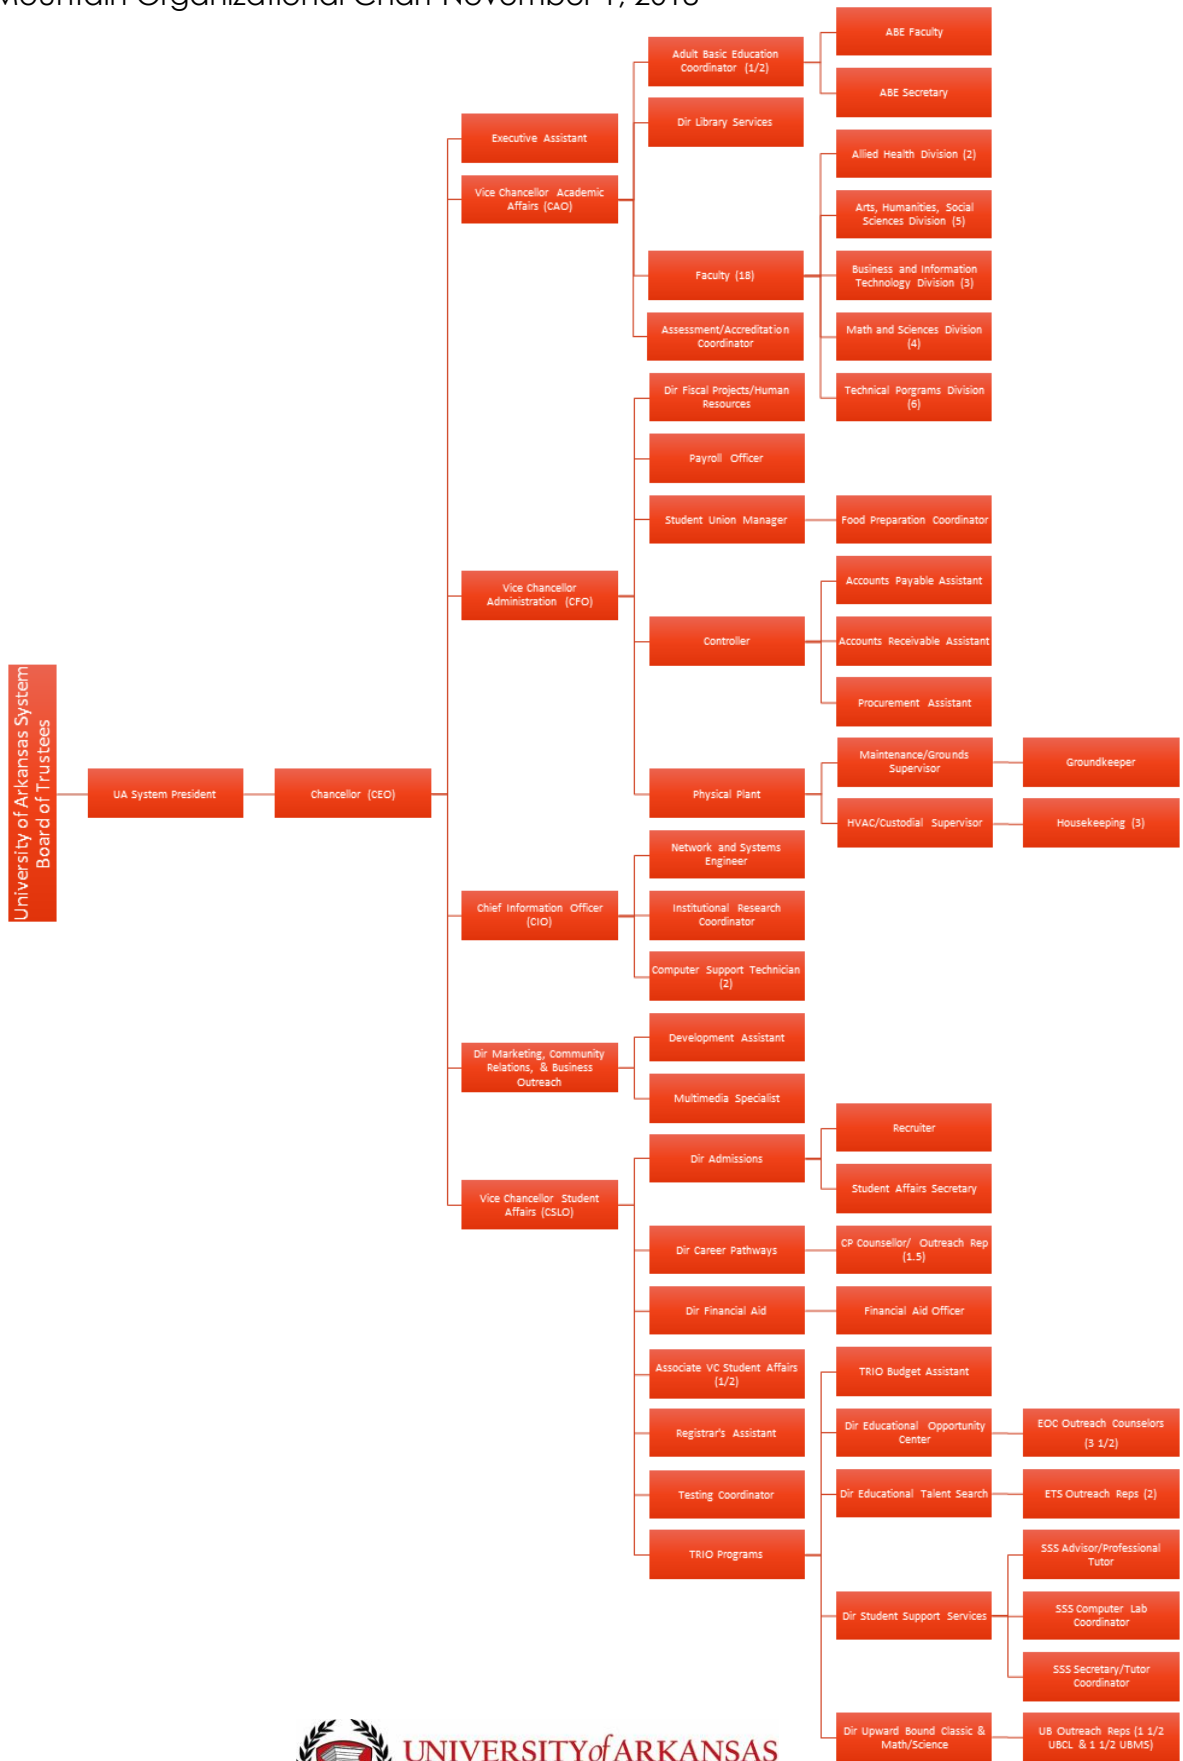 Mountain Organizational Chart November 1, 2018
University of Arkansas System
Board of Trustees
UA System President
Chancellor (CEO)
Executive Assistant
Vice Chancellor Academic
Affairs (CAO)
Adult Basic Education
Coordinator (1/2)
ABE Faculty
ABE Secretary
Dir Library Services
Faculty (18)
Allied Health Division (2)
Arts, Humanities, Social
Sciences Division (5)
Business and Information
Technology Division (3)
Math and Sciences Division
(4)
Technical Porgrams Division
(6)
Assessment/Accreditation
Coordinator
Vice Chancellor
Administration (CFO)
Dir Fiscal Projects/Human
Resources
Payroll Officer
Student Union Manager
Food Preparation Coordinator
Controller
Accounts Payable Assistant
Accounts Receivable Assistant
Procurement Assistant
Physical Plant
Maintenance/Grounds
Supervisor
Groundkeeper
HVAC/Custodial Supervisor
Housekeeping (3)
Chief Information Officer
(CIO)
Network and Systems
Engineer
Institutional Research
Coordinator
Computer Support Technician
(2)
Dir Marketing, Community
Relations, & Business
Outreach
Development Assistant
Multimedia Specialist
Vice Chancellor Student
Affairs (CSLO)
Dir Admissions
Recruiter
Student Affairs Secretary
Dir Career Pathways
CP Counsellor/ Outreach Rep
(1.5)
Dir Financial Aid
Financial Aid Officer
Associate VC Student Affairs
(1/2)
Registrar's Assistant
Testing Coordinator
TRIO Programs
TRIO Budget Assistant
Dir Educational Opportunity
Center
EOC Outreach Counselors
(3 1/2)
Dir Educational Talent Search
ETS Outreach Reps (2)
Dir Student Support Services
SSS Advisor/Professional
Tutor
SSS Computer Lab
Coordinator
SSS Secretary/Tutor
Coordinator
Dir Upward Bound Classic &
Math/Science
UB Outreach Reps (1 1/2
UBCL & 1 1/2 UBMS)
UNIVERSITY of ARKANSAS